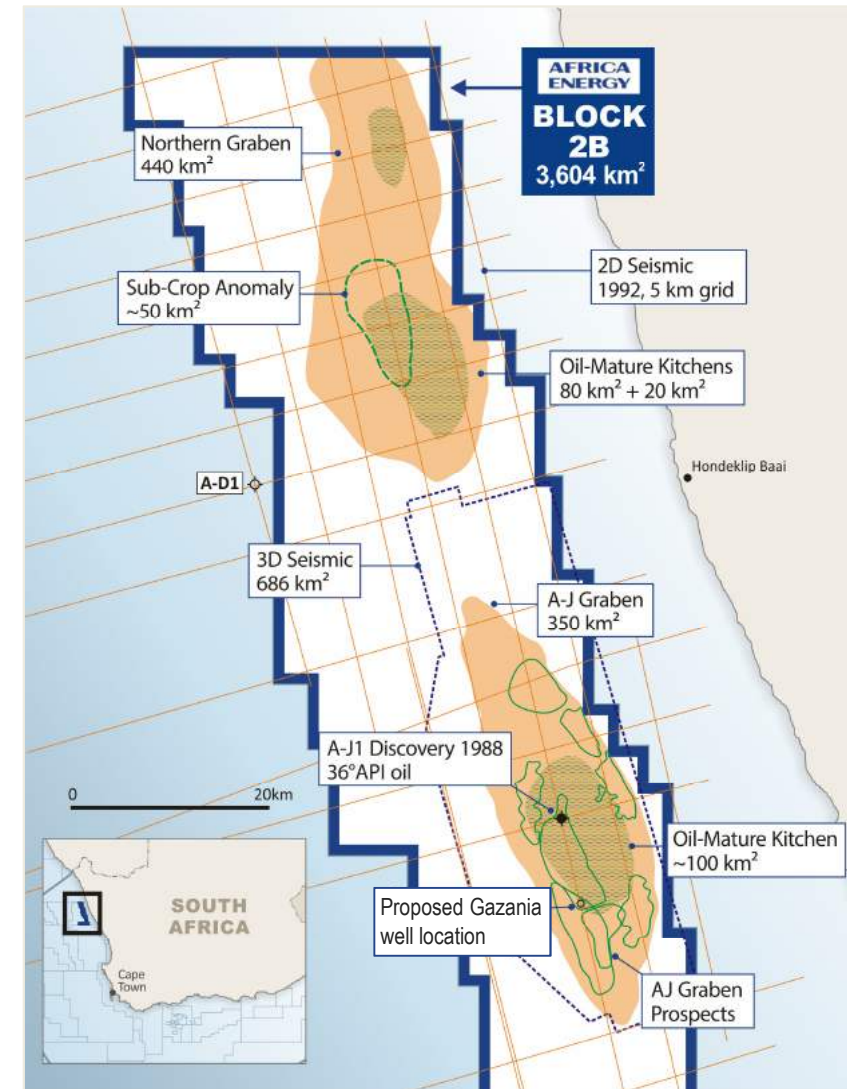 AFRICA
ENERGY
BLOCK
2B
3,604 km²
Northern Graben
440 km²
2D Seismic
1992, 5 km grid
Sub-Crop Anomaly
~50 km²
Oil-Mature Kitchens
80 km² + 20 km²
Hondeklip Baai
A-D1
3D Seismic
686 km²
A-J Graben
350 km²
A-J1 Discovery 1988
36°API oil
0 20km
Oil-Mature Kitchen
~100 km²
SOUTH
AFRICA
Cape
Town
Proposed Gazania
well location
AJ Graben
Prospects